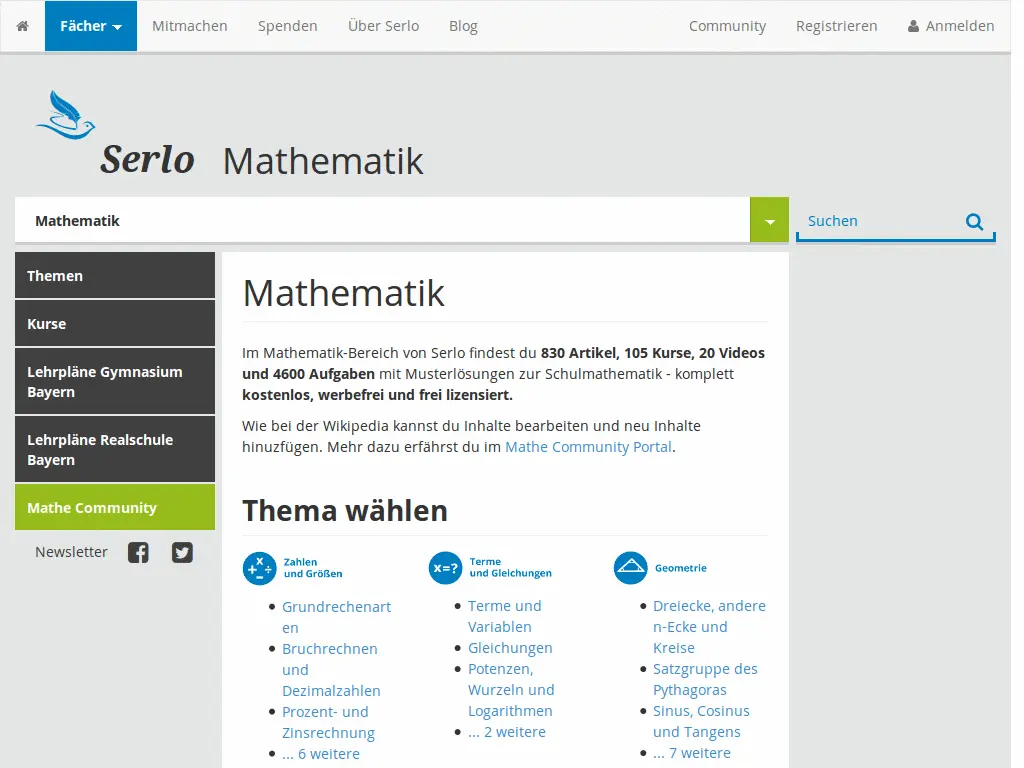 Fächer
Mitmachen
Spenden
Über Serlo
Blog
Community
Registrieren
Anmelden
Serlo
Mathematik
Mathematik
Suchen
Themen
Kurse
Lehrpläne Gymnasium
Bayern
Lehrpläne Realschule
Bayern
Mathe Community
Newsletter
Mathematik
Im Mathematik-Bereich von Serlo findest du 830 Artikel, 105 Kurse, 20 Videos
und 4600 Aufgaben mit Musterlösungen zur Schulmathematik - komplett
kostenlos, werbefrei und frei lizensiert.
Wie bei der Wikipedia kannst du Inhalte bearbeiten und neu Inhalte
hinzufügen. Mehr dazu erfährst du im Mathe Community Portal.
Thema wählen
Zahlen
und Größen
Grundrechenart
en
Bruchrechnen
und
Dezimalzahlen
Prozent- und
Zinsrechnung
... 6 weitere
x=?
Terme
und Gleichungen
Terme und
Variablen
Gleichungen
Potenzen,
Wurzeln und
Logarithmen
... 2 weitere
Geometrie
Dreiecke, andere
n-Ecke und
Kreise
Satzgruppe des
Pythagoras
Sinus, Cosinus
und Tangens
... 7 weitere